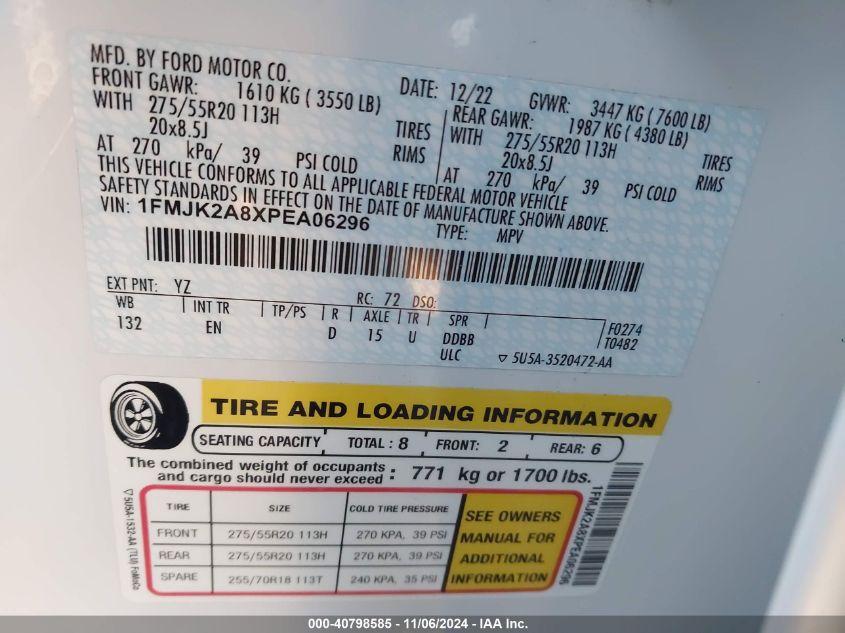 MFD. BY FORD MOTOR CO.
DATE: 12/22 GVWR: 3447 KG (7600 LB)
FRONT GAWR: 1610 KG (3550 LB)
REAR GAWR: 1987 KG (4380 LB)
WITH 275/55R20 113H TIRES
WITH 275/55R20 113H TIRES
20x8.5J RIMS
20x8.5J RIMS
AT 270 kPa/ 39 PSI COLD
AT 270 kPa/ 39 PSI COLD
THIS VEHICLE CONFORMS TO ALL APPLICABLE FEDERAL MOTOR VEHICLE
SAFETY STANDARDS IN EFFECT ON THE DATE OF MANUFACTURE SHOWN ABOVE.
VIN: 1FMJK2A8XPEA06296
TYPE: MPV
EXT PNT: YZ RC: 72 DSO:
WB INT TR TP/PS R AXLE TR SPR
132 EN D 15 U DDBB
ULC
F0274
T0482
▽ 5U5A-3520472-AA
TIRE AND LOADING INFORMATION
SEATING CAPACITY TOTAL : 8 FRONT: 2 REAR: 6
The combined weight of occupants
and cargo should never exceed : 771 kg or 1700 lbs.
TIRE SIZE COLD TIRE PRESSURE
FRONT 275/55R20 113H 270 KPA, 39 PSI
REAR 275/55R20 113H 270 KPA, 39 PSI
SPARE 255/70R18 113T 240 KPA, 35 PSI
SEE OWNERS
MANUAL FOR
ADDITIONAL
INFORMATION
▽ 5U5A-1532-AA (TLU) FoMoCo
1FMJK2A8XPEA06296
000-40798585 - 11/06/2024 - IAA Inc.